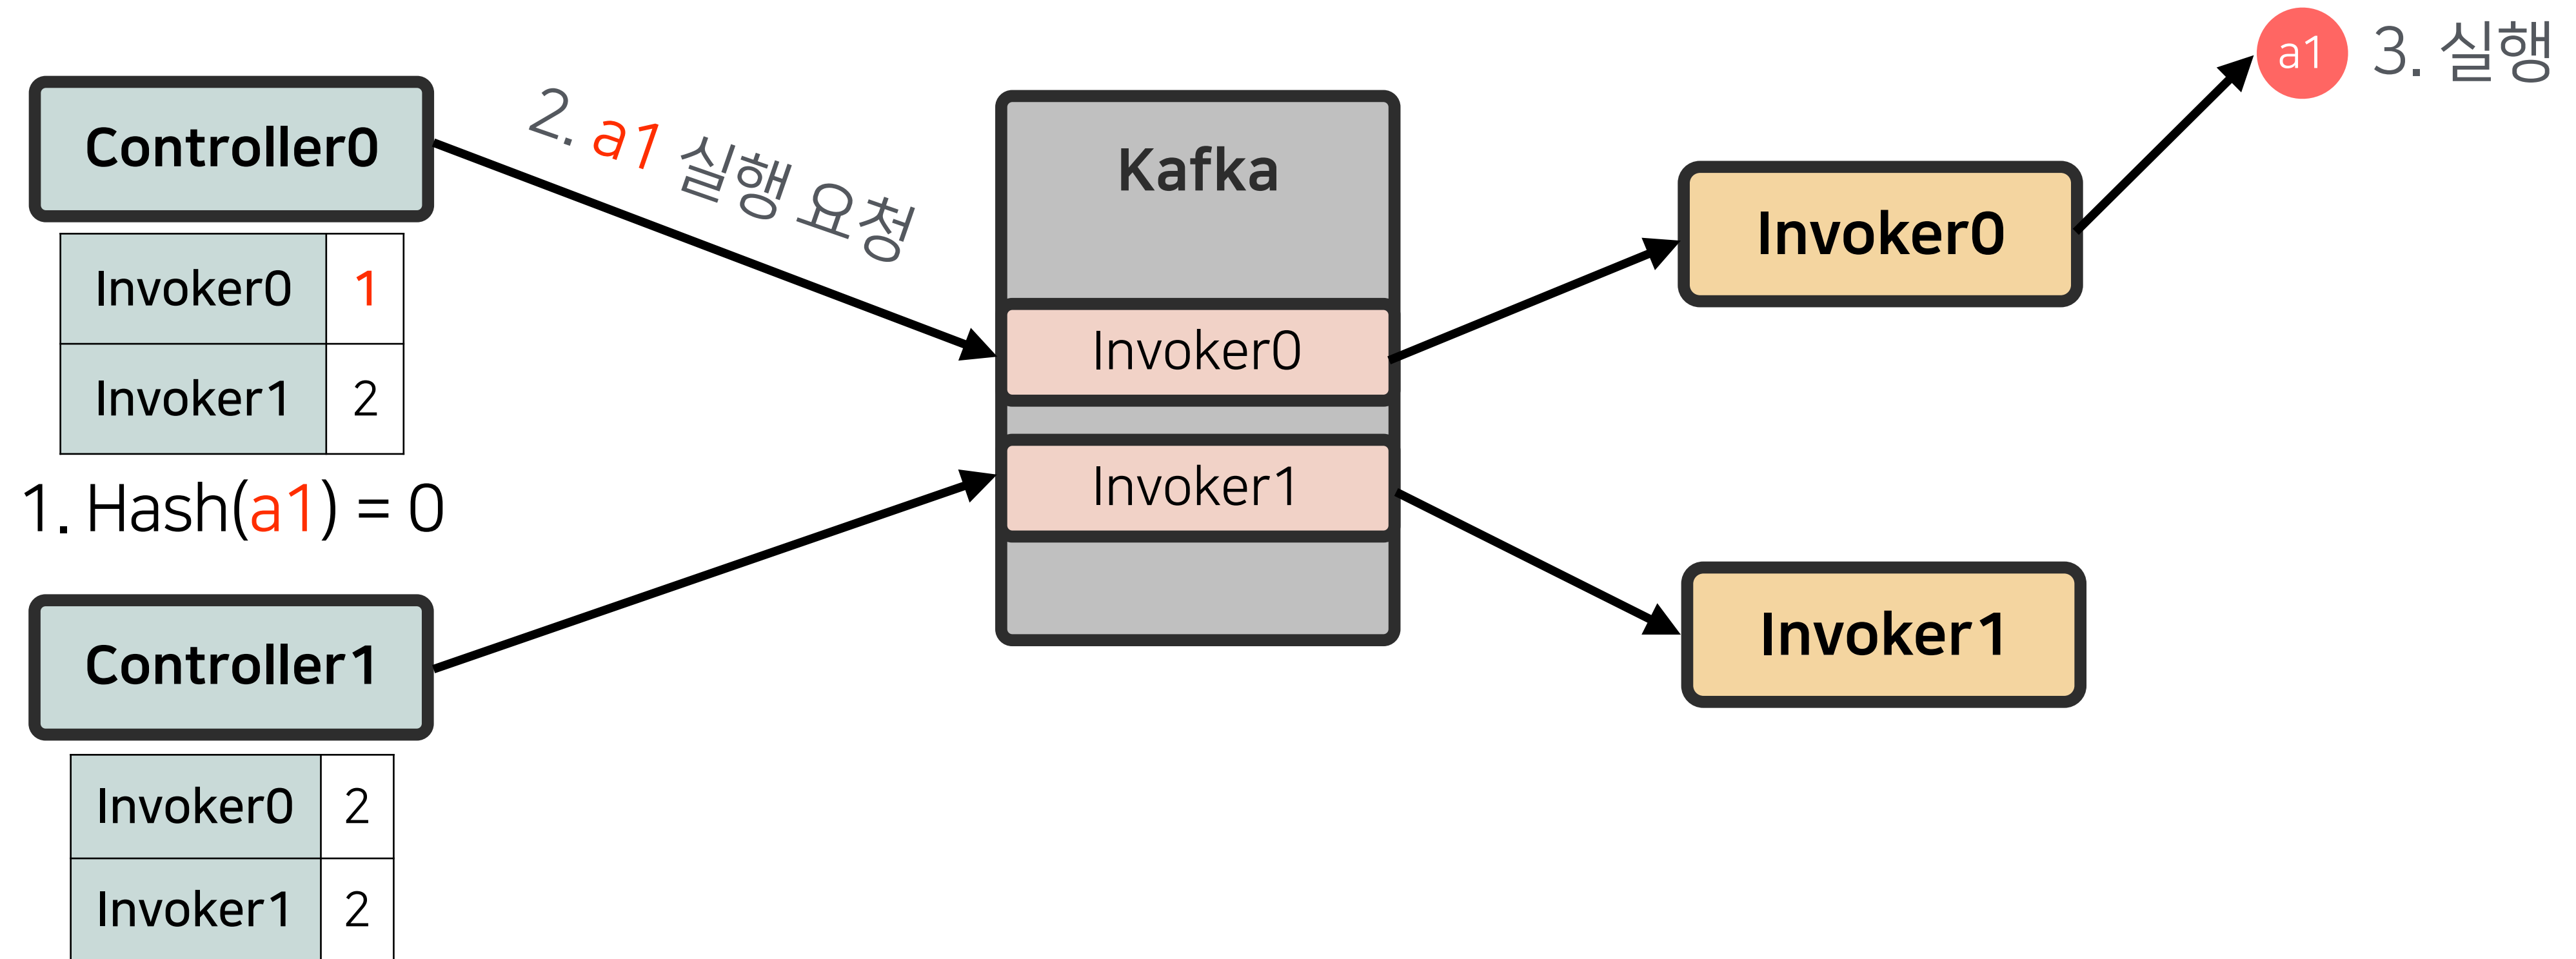 Controller0
Invoker0 1
Invoker1 2
1. Hash(a1) = 0
Controller1
Invoker0 2
Invoker1 2
2. a1 실행 요청
Kafka
Invoker0
Invoker1
Invoker0
Invoker1
a1 3. 실행